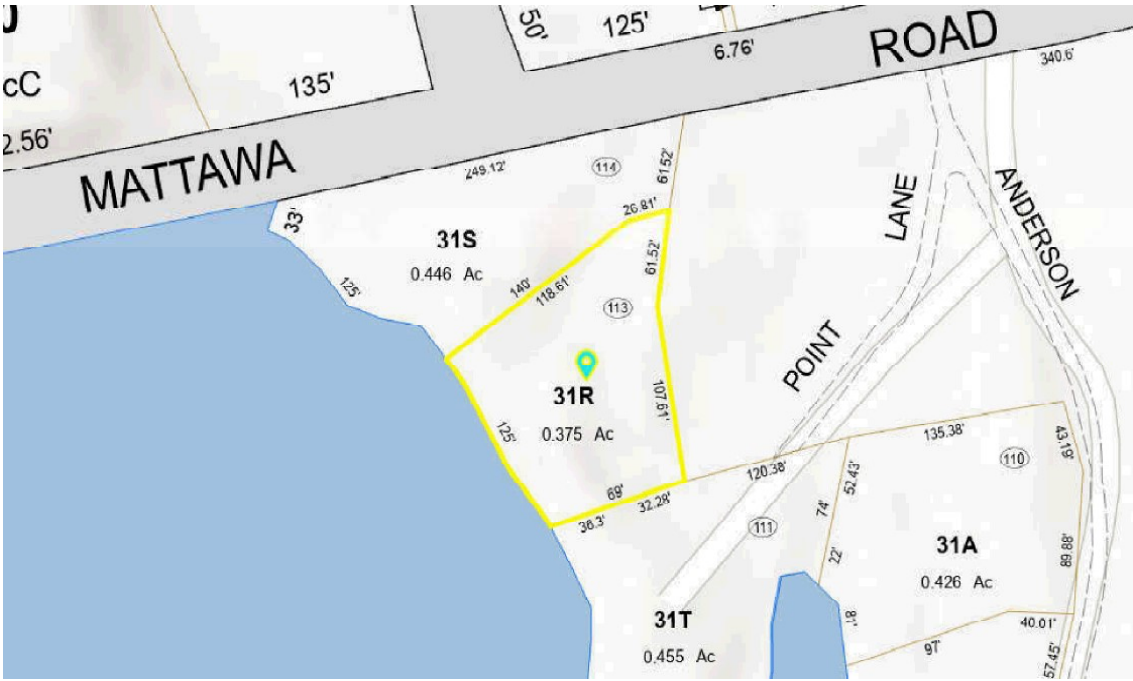 50'
125'
6.76'
ROAD
340.6'
cC
135'
2.56'
MATTAWA
249.12'
114
61.52'
33'
26.81'
LANE
ANDERSON
31S
0.446 Ac
125'
140'
118.61'
61.52'
113
POINT
31R
0.375 Ac
107.61'
125'
135.38'
43.19'
110
120.38'
52.43'
69'
36.3'
32.28'
74'
111
22'
31A
0.426 Ac
89.88'
31T
0.455 Ac
18'
40.01'
97'
57.45'